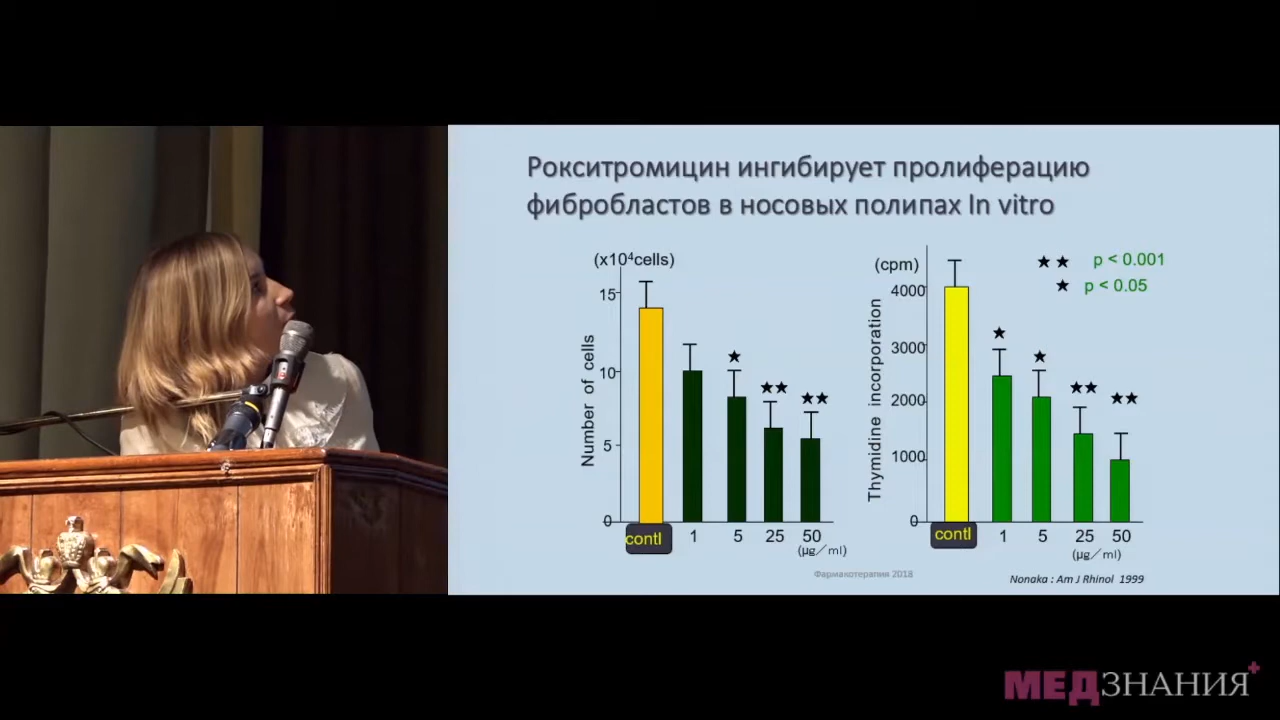 Рокситромицин ингибирует пролиферацию
фибробластов в носовых полипах In vitro
(x10⁴cells)
Number of cells
15
10
5
0
contl
1
5
25
50
(μg/ml)
★
★★
★★
(cpm)
Thymidine incorporation
4000
3000
2000
1000
0
contl
1
5
25
50
(μg/ml)
★
★
★★
★★
★★ p < 0.001
★ p < 0.05
Фармакотерапия 2018
Nonaka : Am J Rhinol 1999
МЕДЗНАНИЯ+